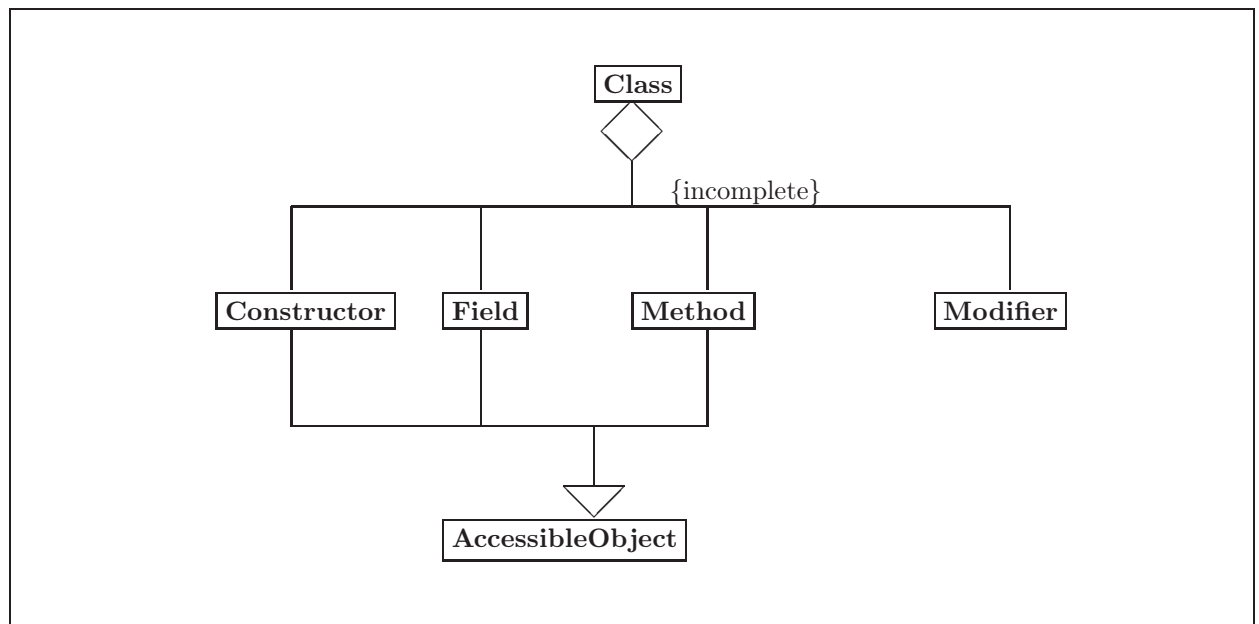 Class
{incomplete}
Constructor Field Method Modifier
AccessibleObject